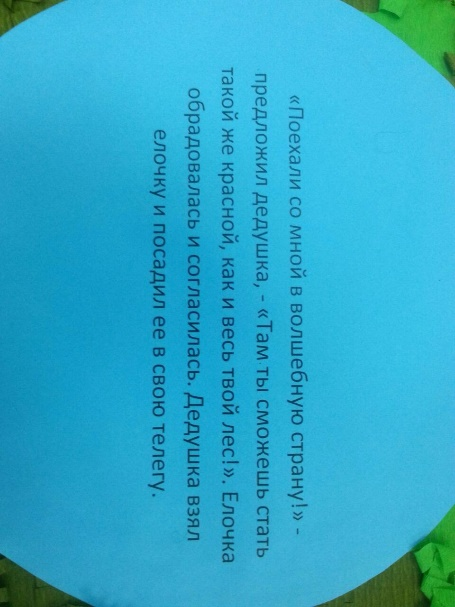 «Поехали со мной в волшебную страну!» -
предложил дедушка, - «Там ты сможешь стать
такой же красной, как и весь твой лес!». Елочка
обрадовалась и согласилась. Дедушка взял
елочку и посадил ее в свою телегу.